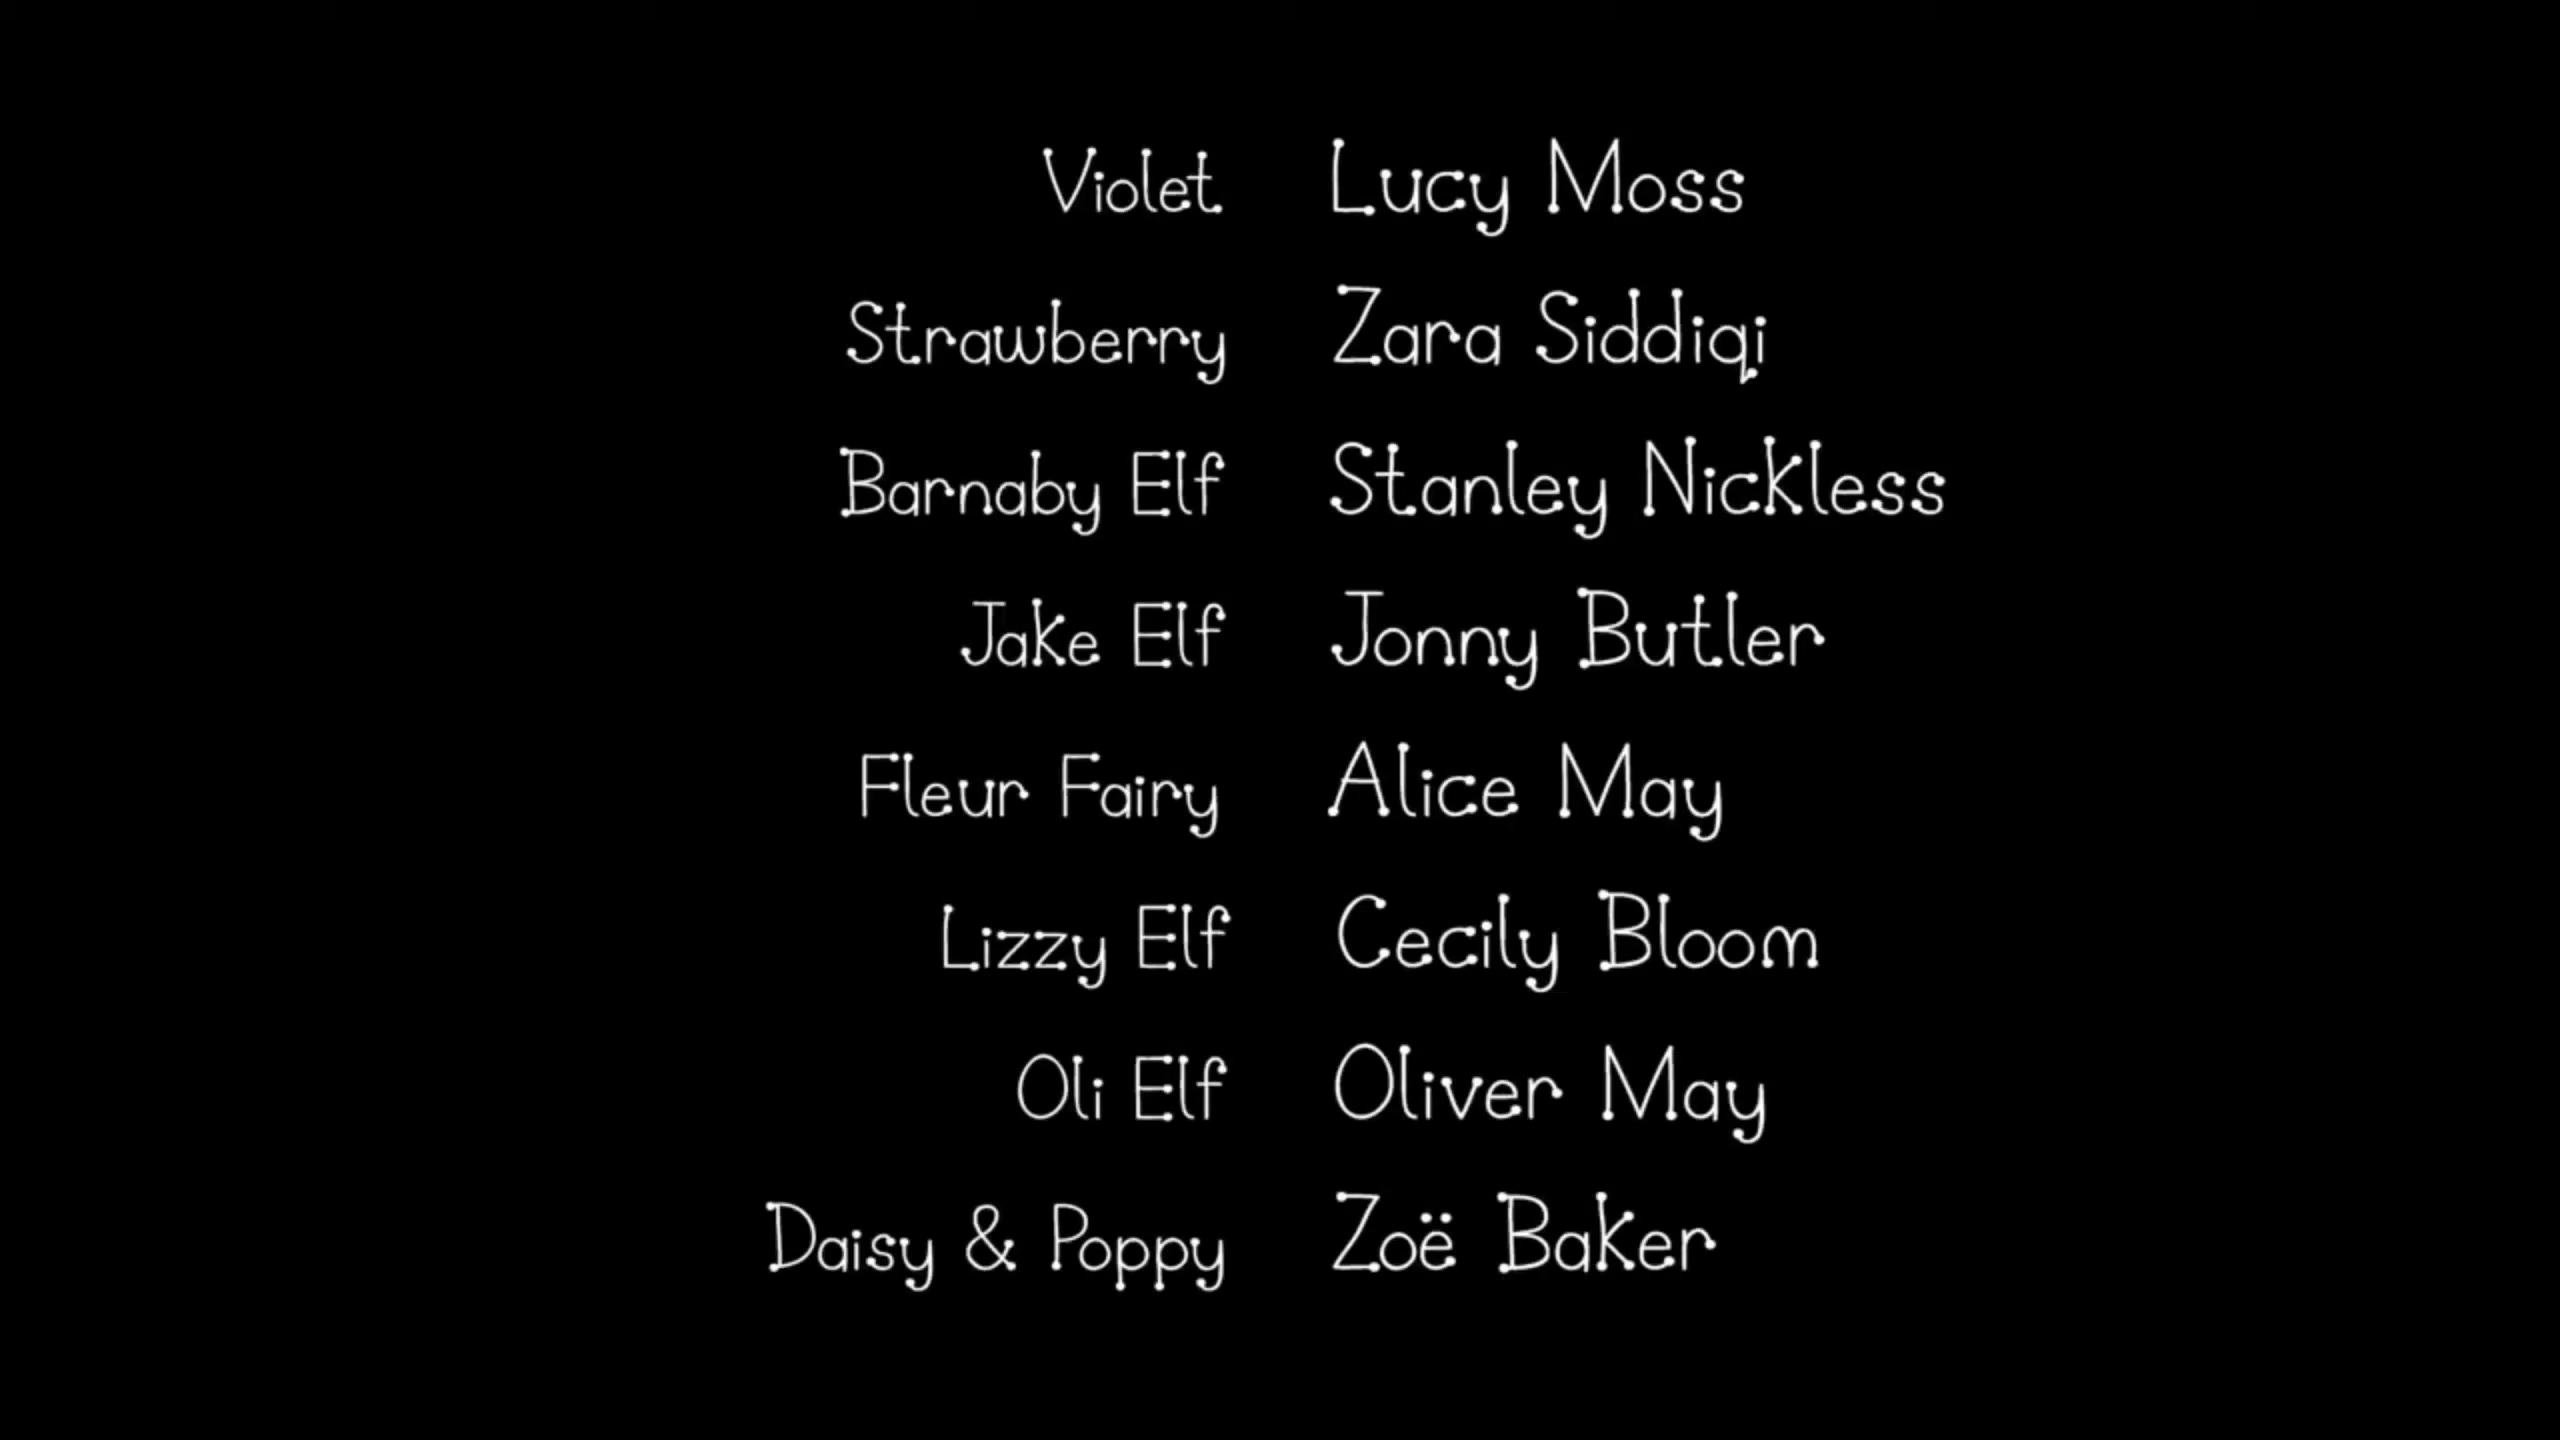 Violet Lucy Moss
Strawberry Zara Siddiqi
Barnaby Elf Stanley Nickless
Jake Elf Jonny Butler
Fleur Fairy Alice May
Lizzy Elf Cecily Bloom
Oli Elf Oliver May
Daisy & Poppy Zoë Baker